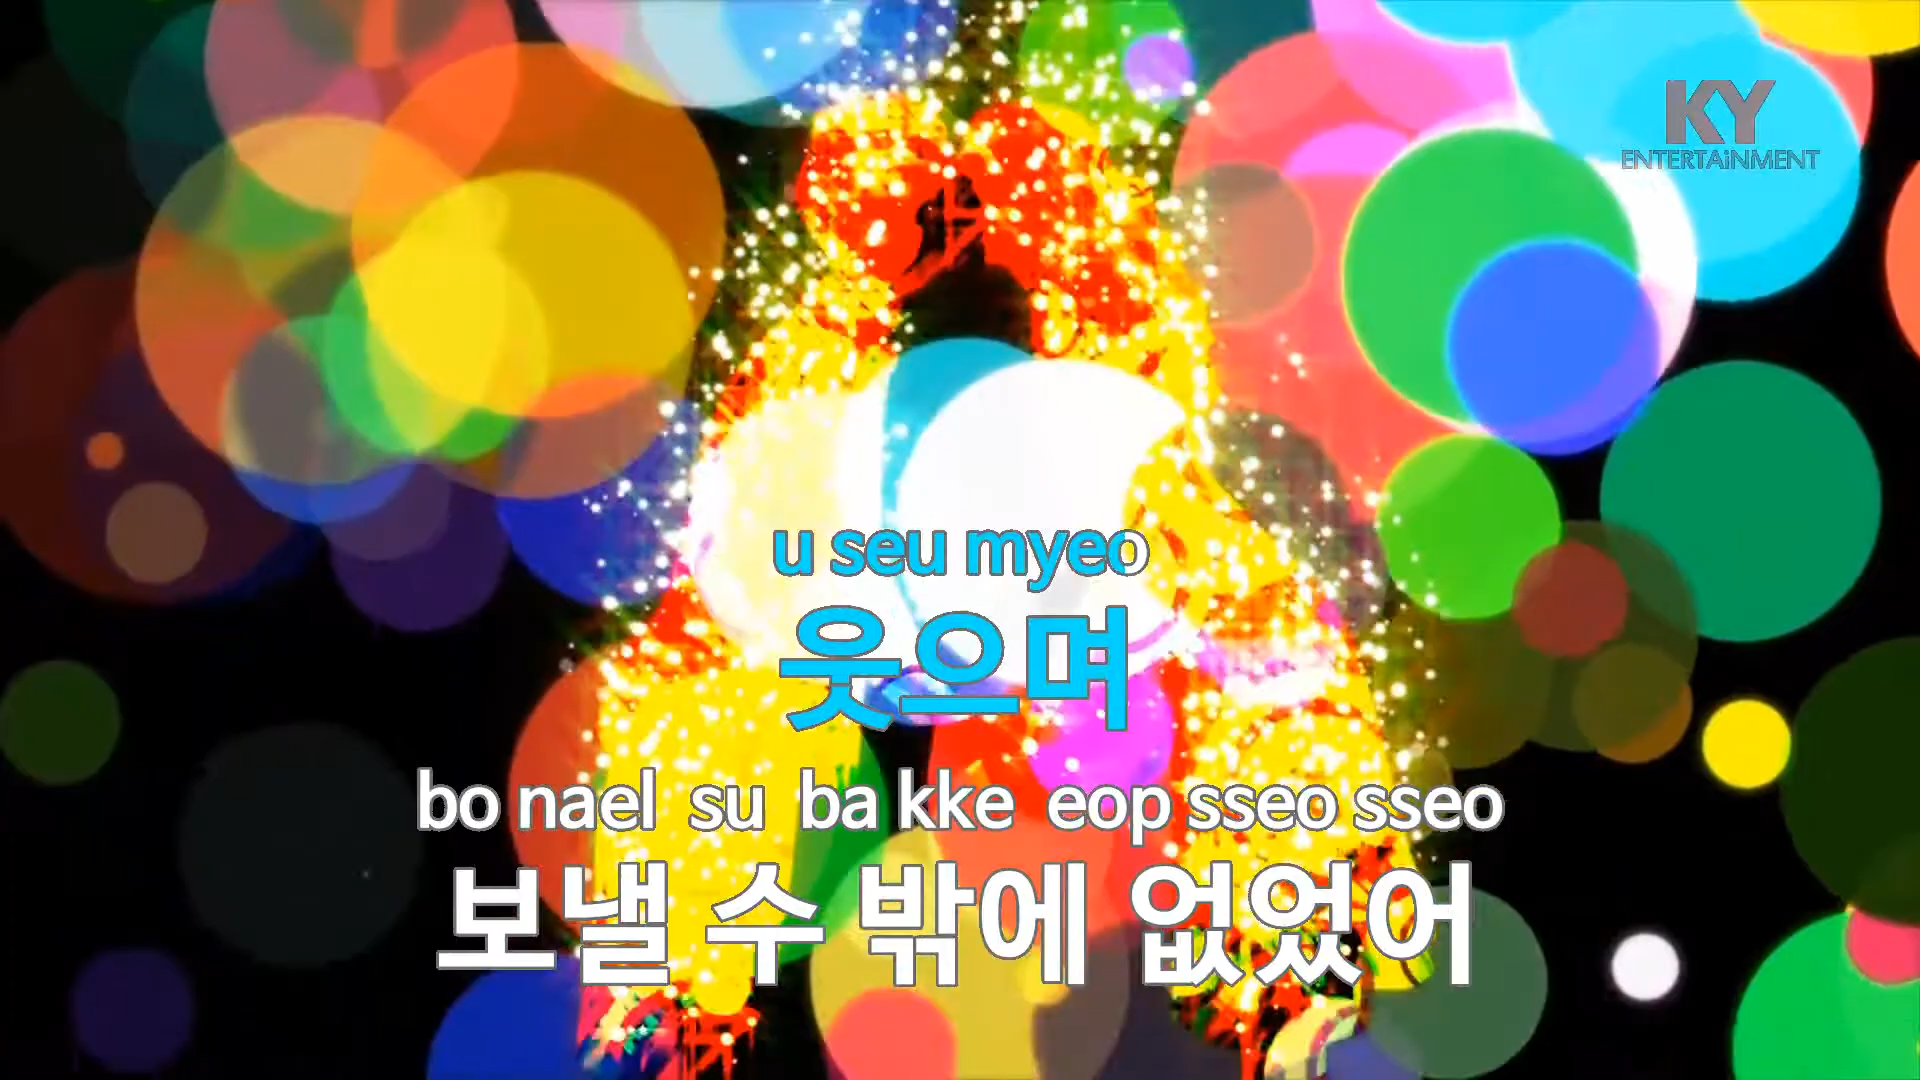 KY
ENTERTAiNMENT
u seu myeo
웃으며
bo nael su ba kke eop sseo sseo
보낼 수 밖에 없었어